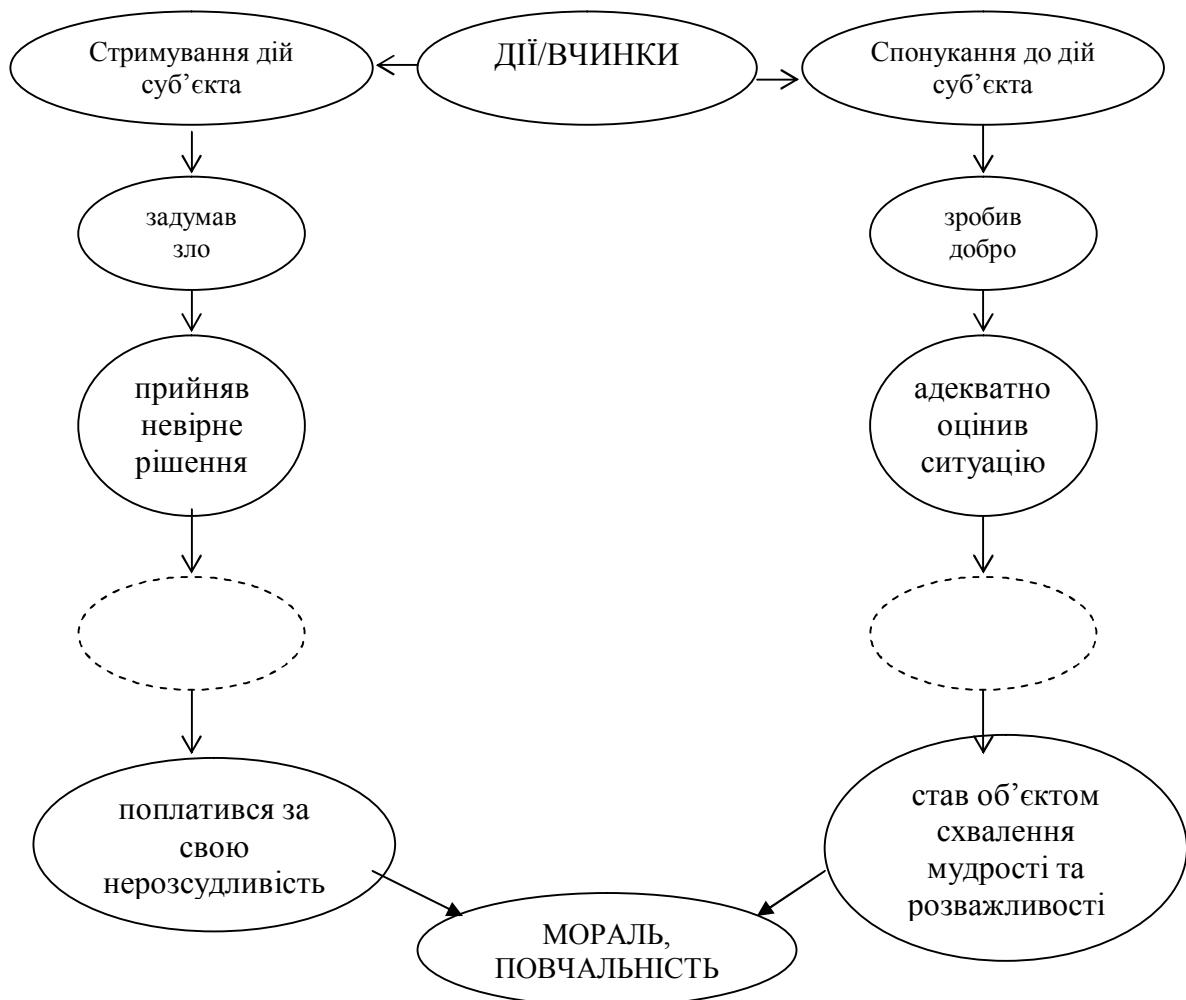 Стримування дій
суб’єкта
ДІЇ/ВЧИНКИ
Спонукання до дій
суб’єкта
задумав
зло
зробив
добро
прийняв
невірне
рішення
адекватно
оцінив
ситуацію
поплатився за
свою
нерозсудливість
став об’єктом
схвалення
мудрості та
розважливості
МОРАЛЬ,
ПОВЧАЛЬНІСТЬ